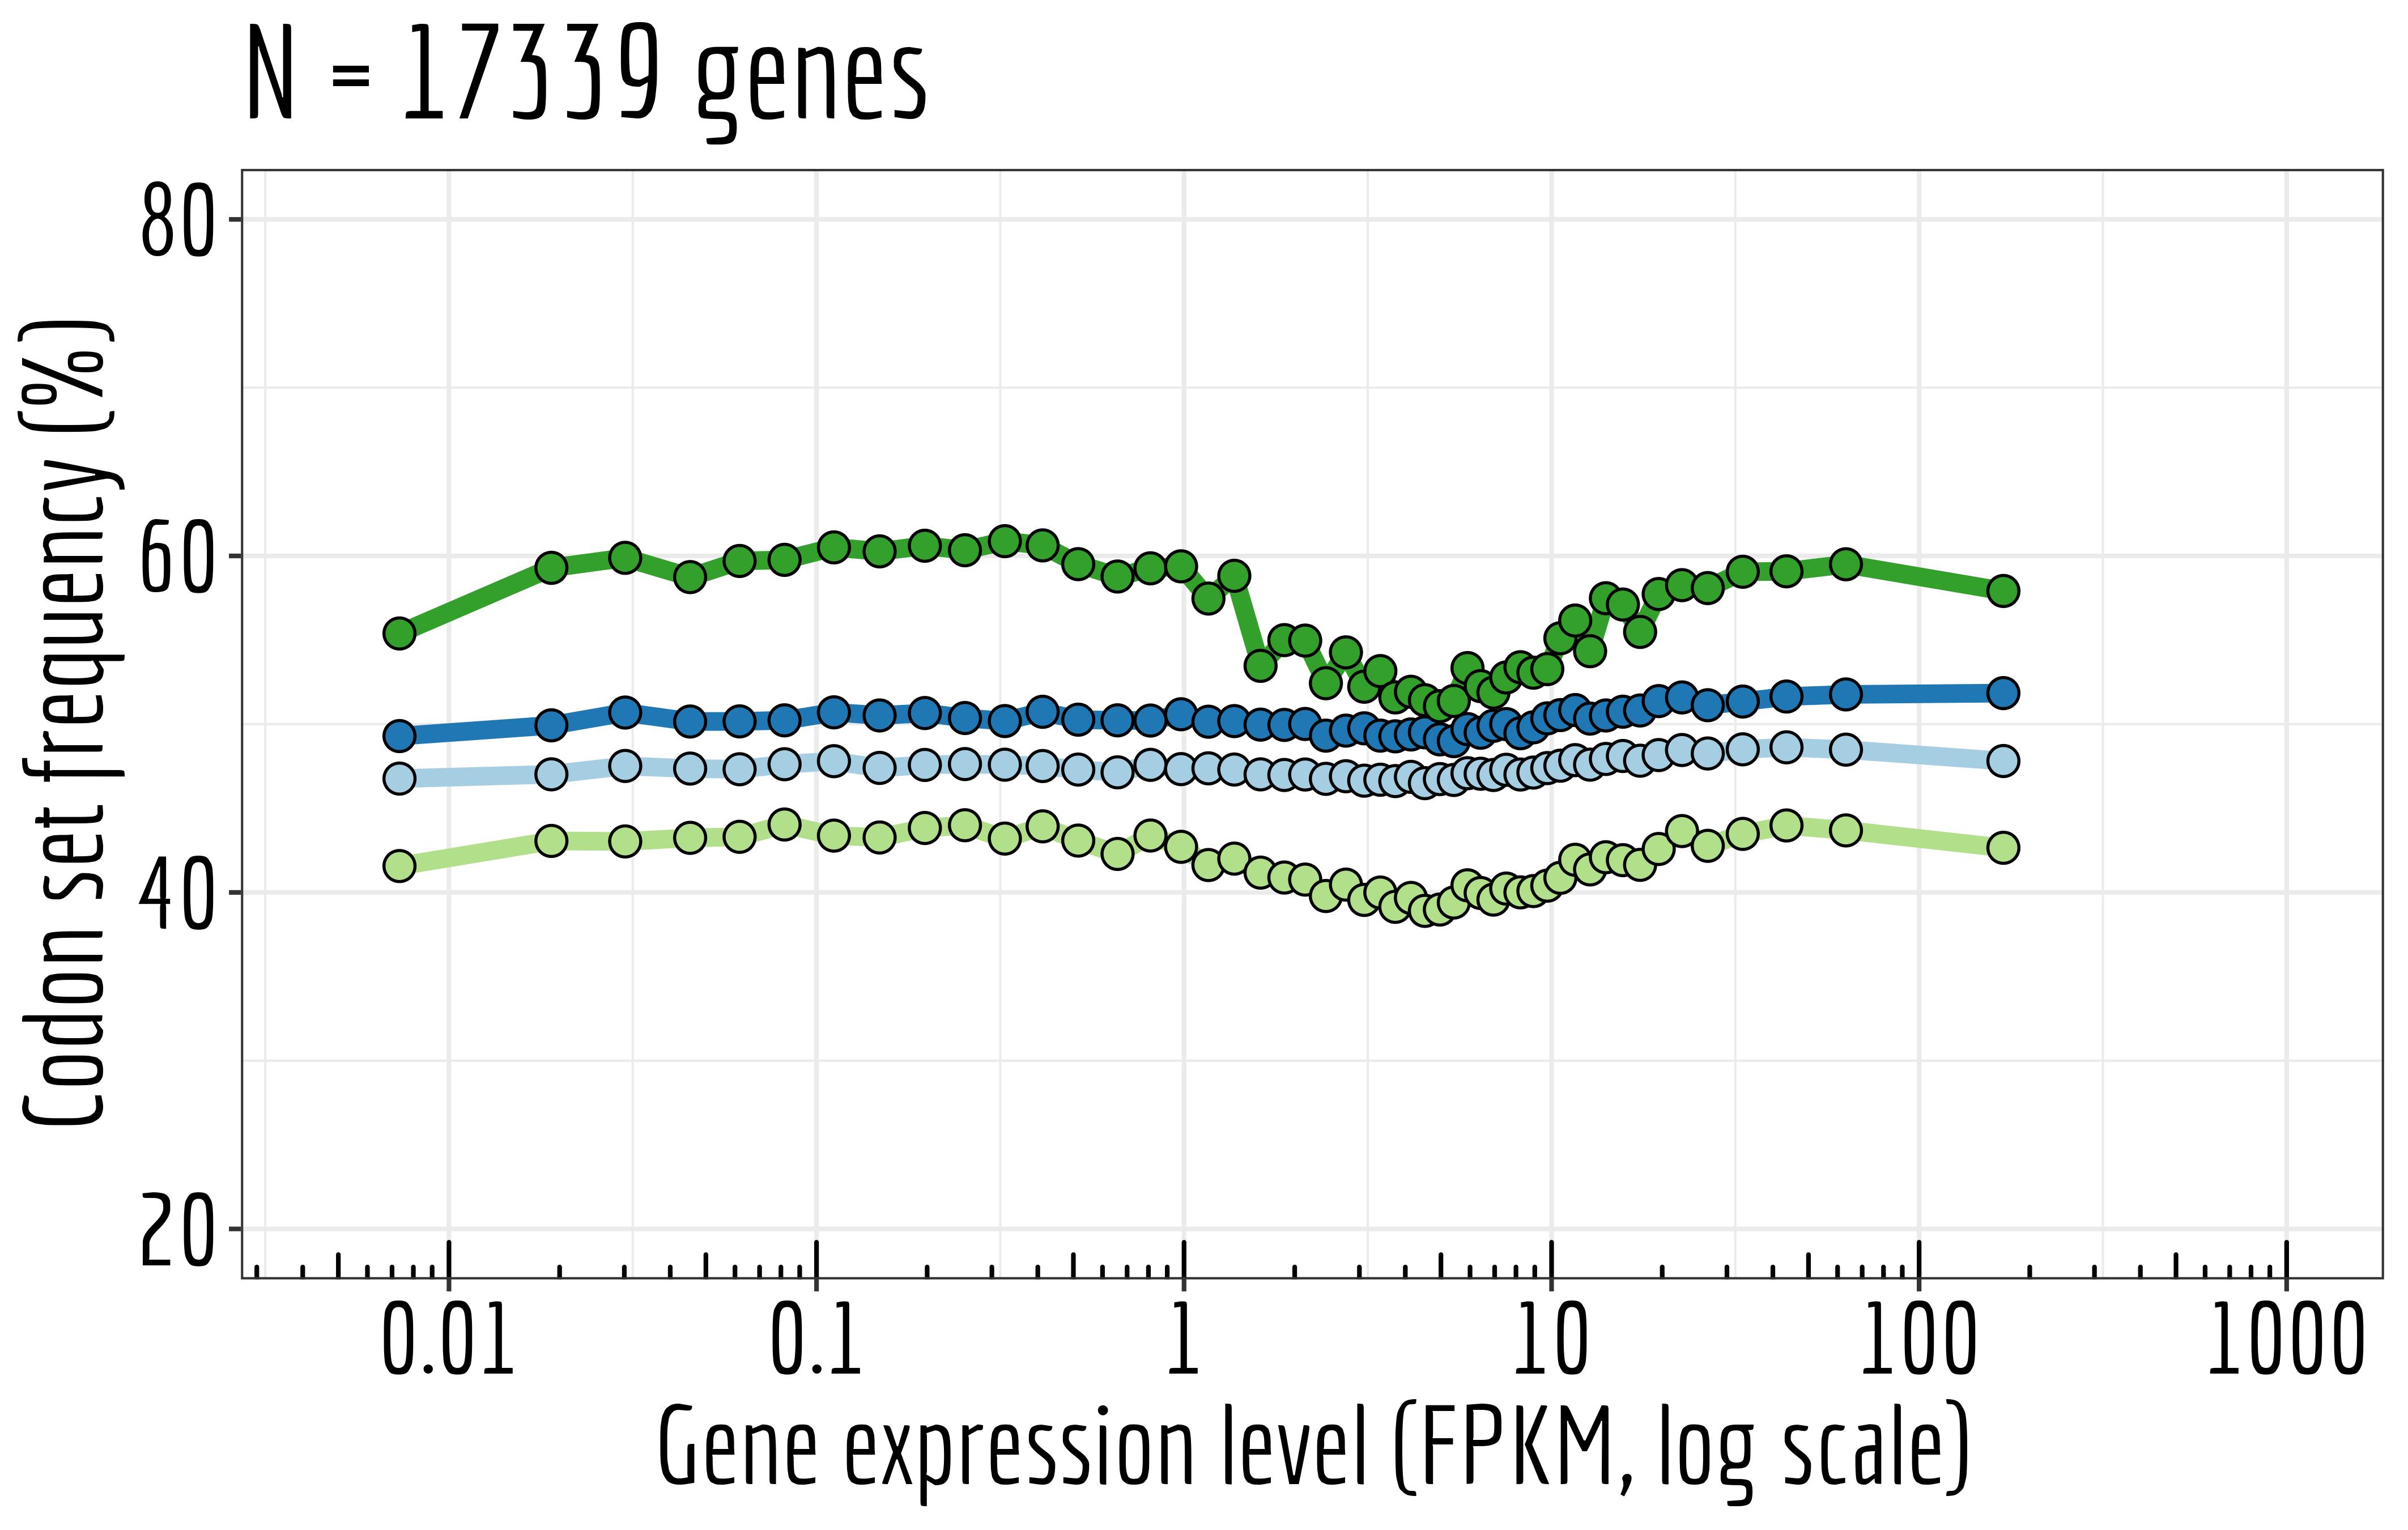 N = 17339 genes
Codon set frequency (%)
80
60
40
20
0.01 0.1 1 10 100 1000
Gene expression level (FPKM, log scale)